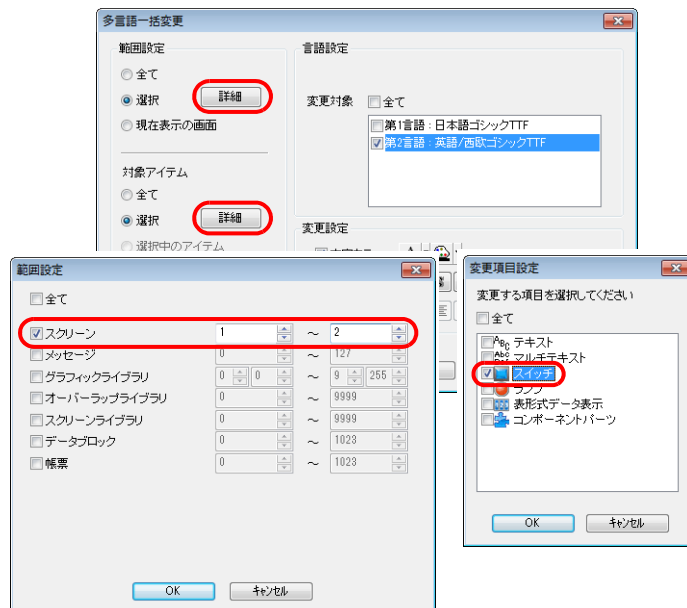 多言語一括変更
範囲設定
全て
選択
詳細
現在表示の画面
対象アイテム
全て
選択
詳細
選択中のアイテム
言語設定
変更対象
全て
第1言語:日本語ゴシックTTF
第2言語:英語/西欧ゴシックTTF
変更設定
範囲設定
全て
スクリーン 1 ~ 2
メッセージ 0 ~ 127
グラフィックライブラリ 0 0 ~ 9 255
オーバーラップライブラリ 0 ~ 9999
スクリーンライブラリ 0 ~ 9999
データブロック 0 ~ 1023
帳票 0 ~ 1023
OK キャンセル
変更項目設定
変更する項目を選択してください
全て
テキスト
マルチテキスト
スイッチ
ランプ
表形式データ表示
コンポーネントパーツ
OK キャンセル